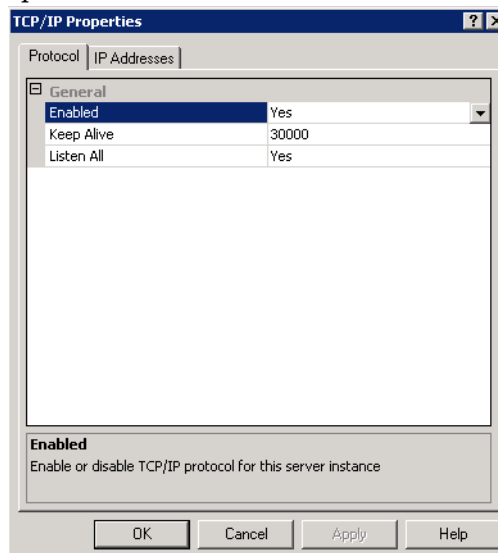 TCP/IP Properties
Protocol IP Addresses
General
Enabled Yes
Keep Alive 30000
Listen All Yes
Enabled
Enable or disable TCP/IP protocol for this server instance
OK Cancel Apply Help